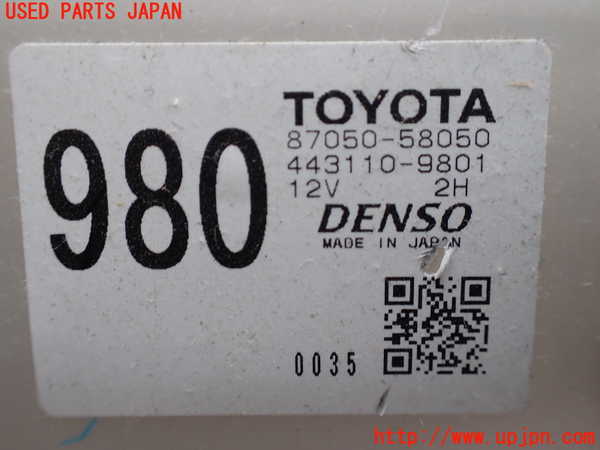 USED PARTS JAPAN
980
TOYOTA
87050-58050
443110-9801
12V 2H
DENSO
MADE IN JAPAN
0035
http://www.upjpn.com/